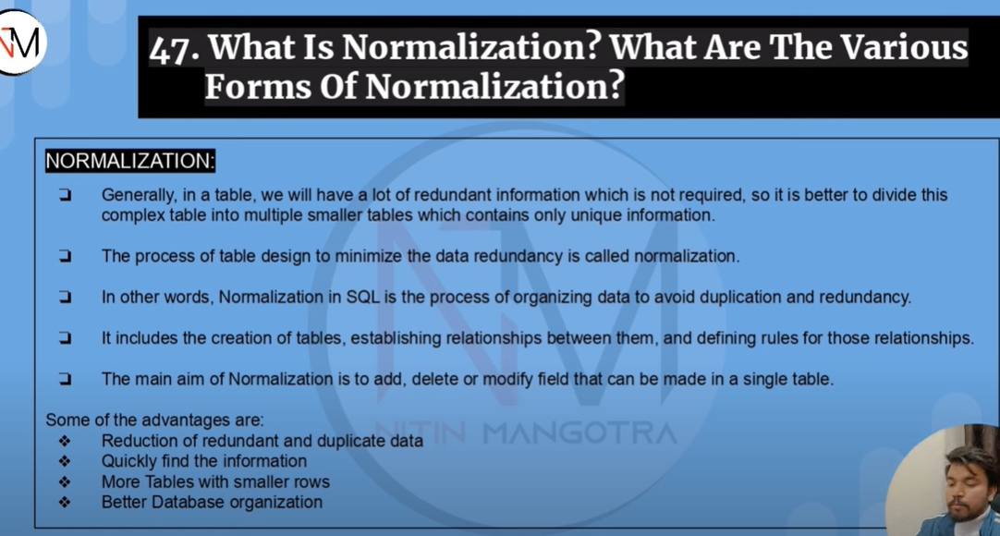 NM
47. What Is Normalization? What Are The Various
Forms Of Normalization?
NORMALIZATION:
Generally, in a table, we will have a lot of redundant information which is not required, so it is better to divide this
complex table into multiple smaller tables which contains only unique information.
The process of table design to minimize the data redundancy is called normalization.
In other words, Normalization in SQL is the process of organizing data to avoid duplication and redundancy.
It includes the creation of tables, establishing relationships between them, and defining rules for those relationships.
The main aim of Normalization is to add, delete or modify field that can be made in a single table.
Some of the advantages are:
Reduction of redundant and duplicate data
Quickly find the information
More Tables with smaller rows
Better Database organization
NITIN MANGOTRA